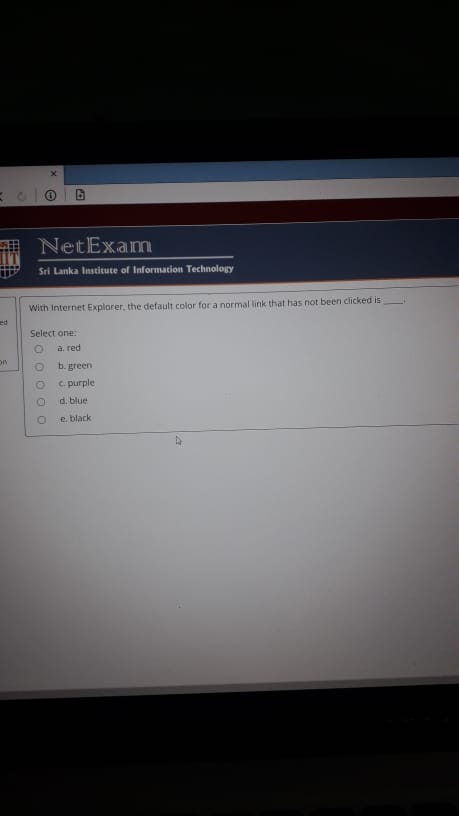 NetExam
Sri Lanka Institute of Information Technology
ed
on
With Internet Explorer, the default color for a normal link that has not been clicked is ____.
Select one:
a. red
b. green
c. purple
d. blue
e. black